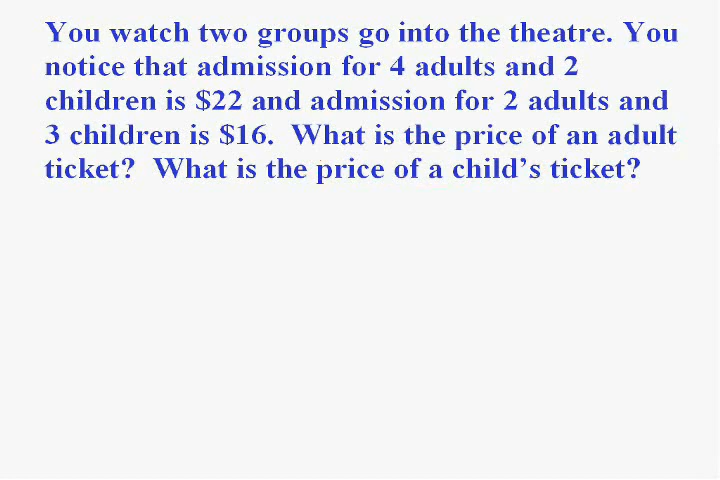 You watch two groups go into the theatre. You
notice that admission for 4 adults and 2
children is $22 and admission for 2 adults and
3 children is $16. What is the price of an adult
ticket? What is the price of a child’s ticket?